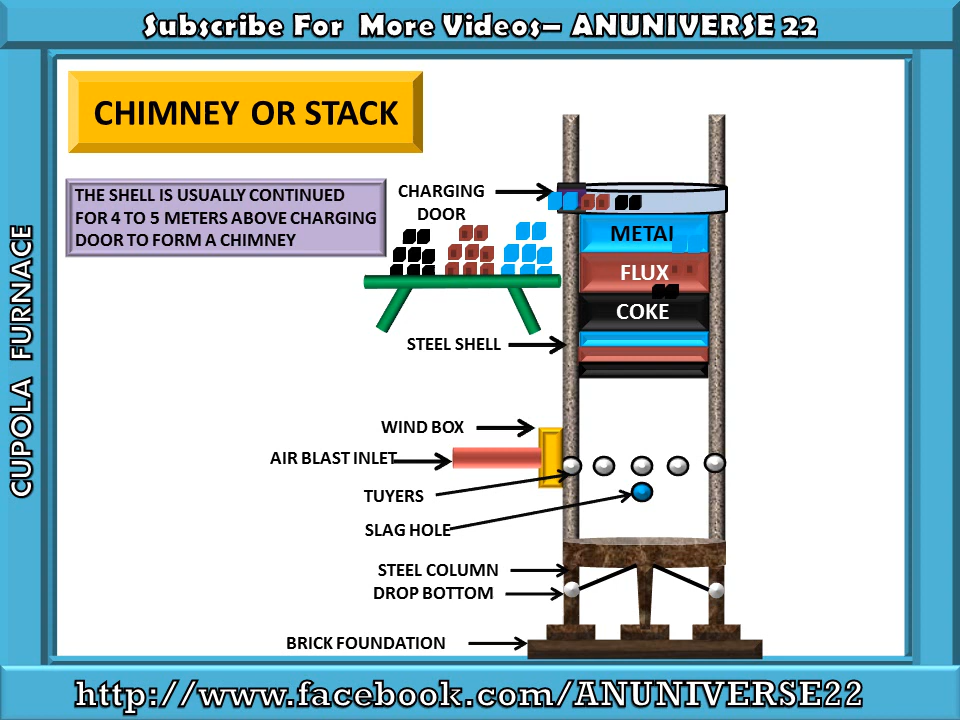 Subscribe For More Videos– ANUNIVERSE 22
CHIMNEY OR STACK
THE SHELL IS USUALLY CONTINUED
FOR 4 TO 5 METERS ABOVE CHARGING
DOOR TO FORM A CHIMNEY
CUPOLA FURNACE
CHARGING
DOOR
METAL
FLUX
COKE
STEEL SHELL
WIND BOX
AIR BLAST INLET
TUYERS
SLAG HOLE
STEEL COLUMN
DROP BOTTOM
BRICK FOUNDATION
http://www.facebook.com/ANUNIVERSE22